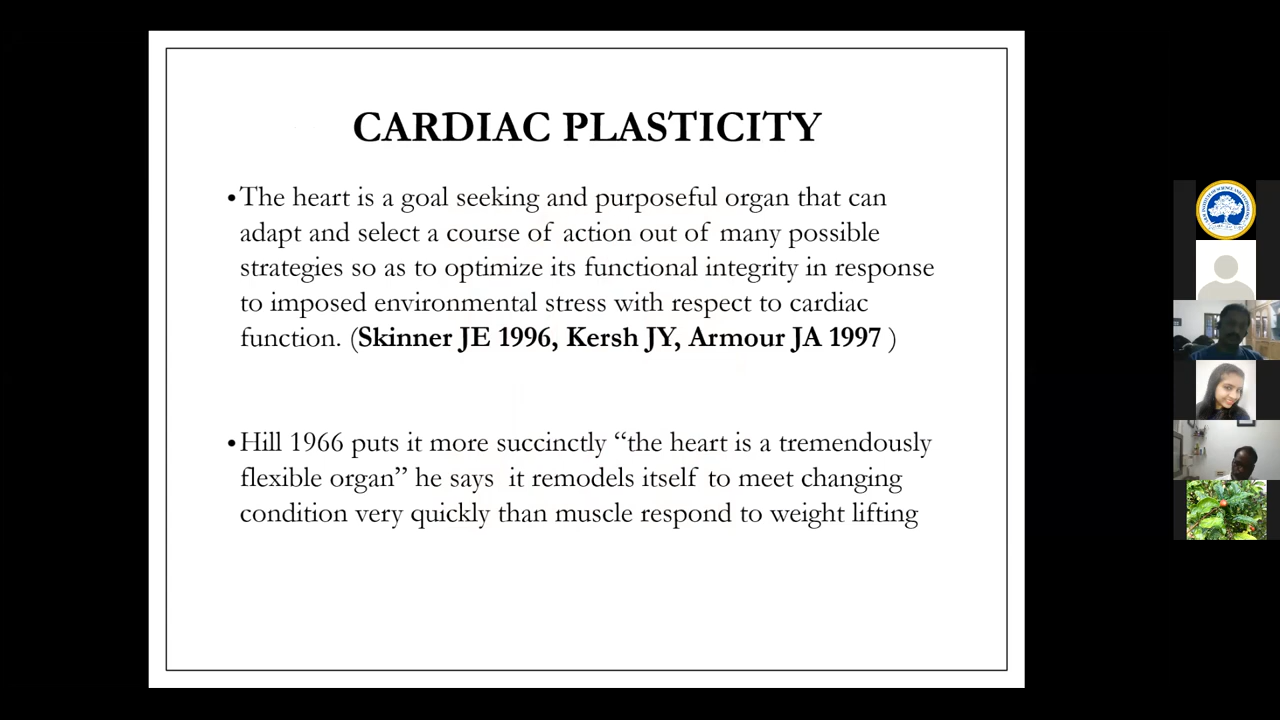 CARDIAC PLASTICITY
•The heart is a goal seeking and purposeful organ that can
adapt and select a course of action out of many possible
strategies so as to optimize its functional integrity in response
to imposed environmental stress with respect to cardiac
function. (Skinner JE 1996, Kersh JY, Armour JA 1997 )
•Hill 1966 puts it more succinctly “the heart is a tremendously
flexible organ” he says it remodels itself to meet changing
condition very quickly than muscle respond to weight lifting